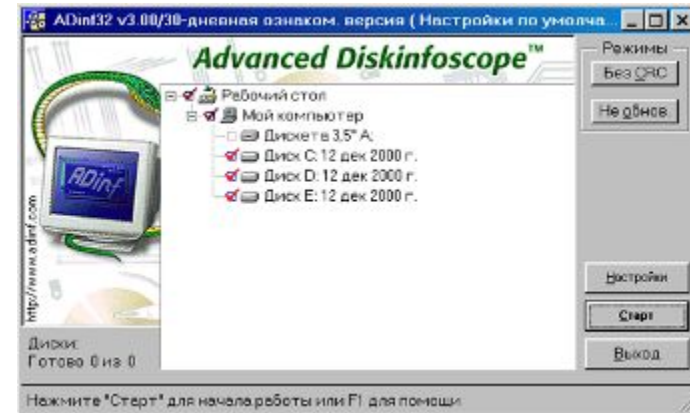 ADinf32 v3.00/30-дневная ознаком. версия ( Настройки по умолча...
Advanced Diskinfoscope™
Рабочий стол
Мой компьютер
Дискета 3,5" A:
Диск C: 12 дек 2000 г.
Диск D: 12 дек 2000 г.
Диск E: 12 дек 2000 г.
ADinf
http://www.adinf.com
Режимы
Без CRC
Не обнов.
Настройки
Старт
Выход
Диски:
Готово 0 из 0
Нажмите "Старт" для начала работы или F1 для помощи